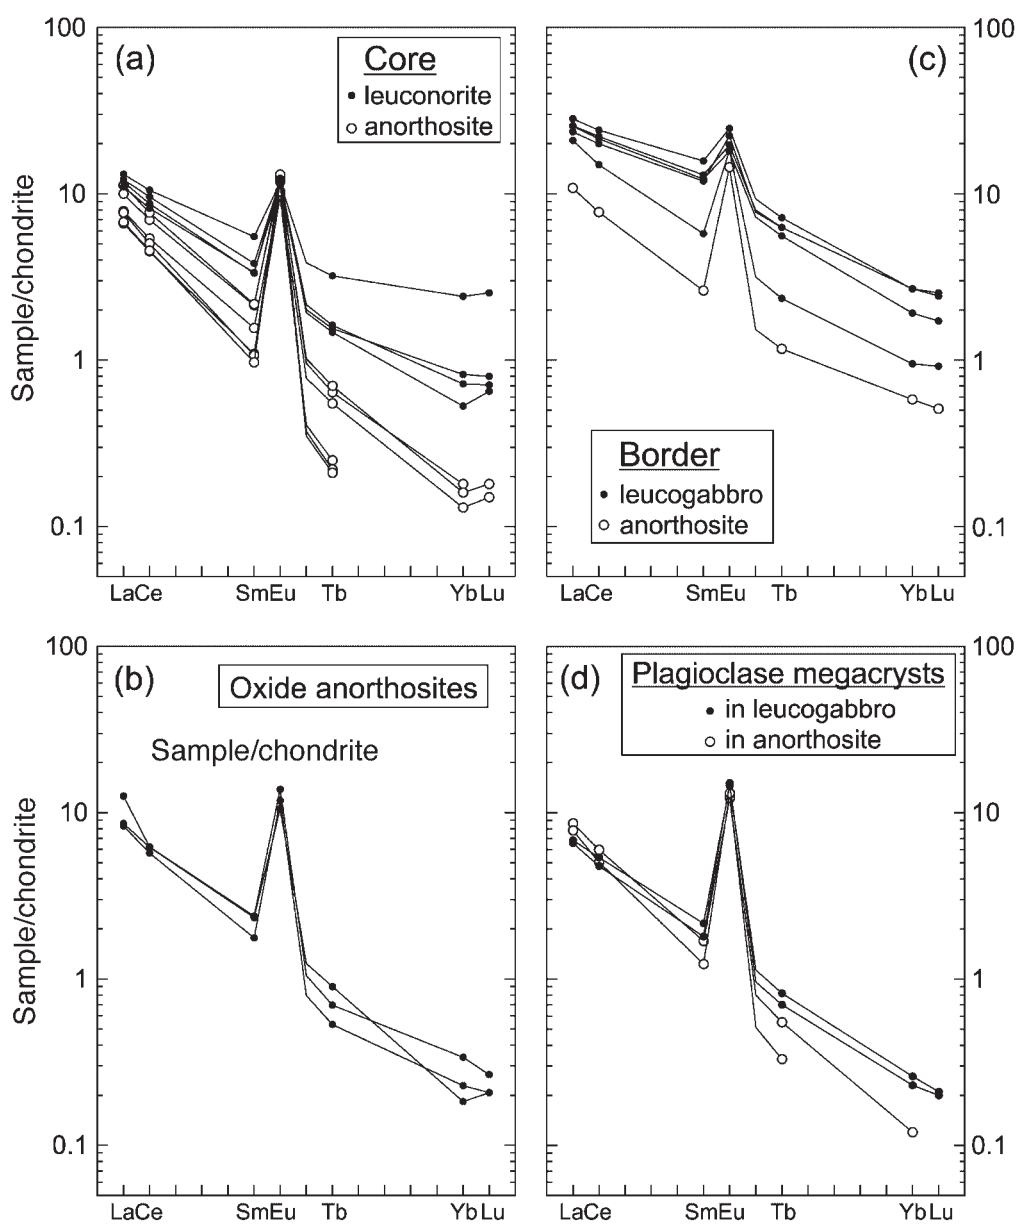 (a)
Core
leuconorite
anorthosite
100
10
1
0.1
Sample/chondrite
LaCe SmEu Tb YbLu
(c)
Border
leucogabbro
anorthosite
100
10
1
0.1
LaCe SmEu Tb YbLu
(b)
Oxide anorthosites
Sample/chondrite
100
10
1
0.1
Sample/chondrite
LaCe SmEu Tb YbLu
(d)
Plagioclase megacrysts
in leucogabbro
in anorthosite
100
10
1
0.1
LaCe SmEu Tb YbLu